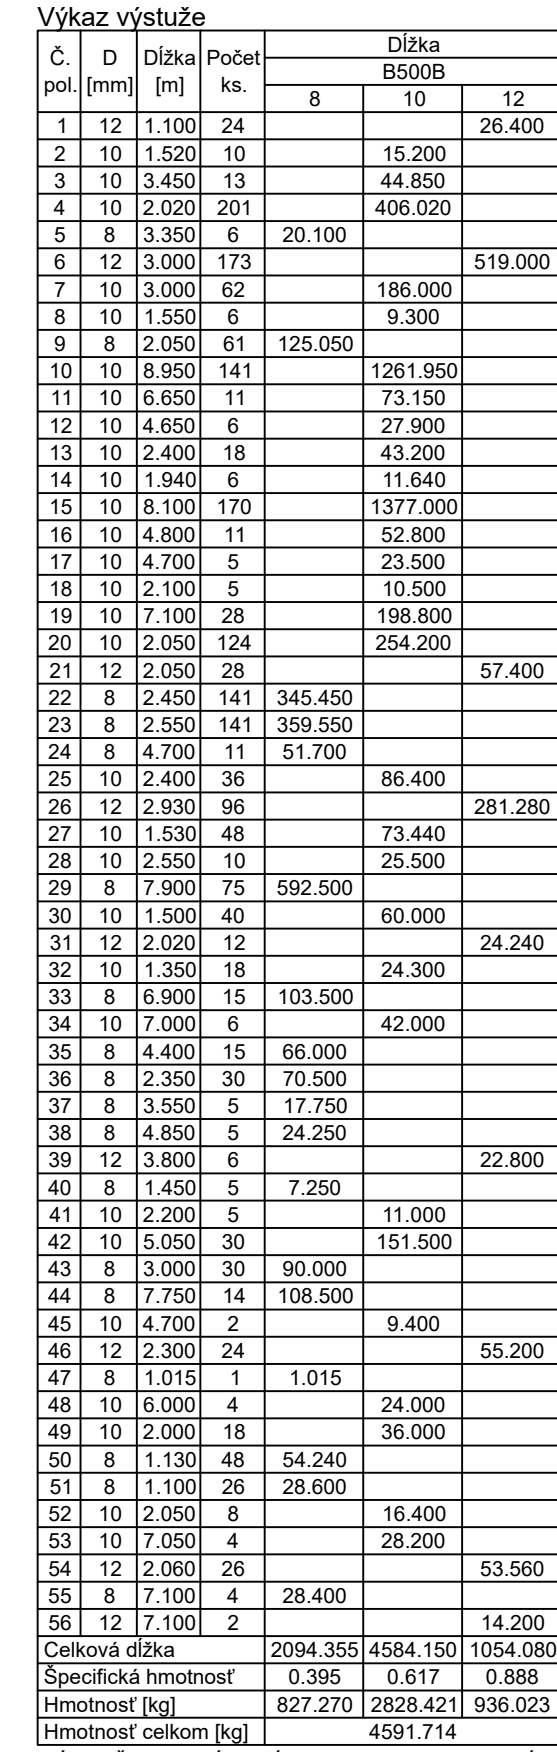 Výkaz výstuže
Č. pol. D [mm] Dĺžka [m] Počet ks. Dĺžka
B500B
8 10 12
1 12 1.100 24 26.400
2 10 1.520 10 15.200
3 10 3.450 13 44.850
4 10 2.020 201 406.020
5 8 3.350 6 20.100
6 12 3.000 173 519.000
7 10 3.000 62 186.000
8 10 1.550 6 9.300
9 8 2.050 61 125.050
10 10 8.950 141 1261.950
11 10 6.650 11 73.150
12 10 4.650 6 27.900
13 10 2.400 18 43.200
14 10 1.940 6 11.640
15 10 8.100 170 1377.000
16 10 4.800 11 52.800
17 10 4.700 5 23.500
18 10 2.100 5 10.500
19 10 7.100 28 198.800
20 10 2.050 124 254.200
21 12 2.050 28 57.400
22 8 2.450 141 345.450
23 8 2.550 141 359.550
24 8 4.700 11 51.700
25 10 2.400 36 86.400
26 12 2.930 96 281.280
27 10 1.530 48 73.440
28 10 2.550 10 25.500
29 8 7.900 75 592.500
30 10 1.500 40 60.000
31 12 2.020 12 24.240
32 10 1.350 18 24.300
33 8 6.900 15 103.500
34 10 7.000 6 42.000
35 8 4.400 15 66.000
36 8 2.350 30 70.500
37 8 3.550 5 17.750
38 8 4.850 5 24.250
39 12 3.800 6 22.800
40 8 1.450 5 7.250
41 10 2.200 5 11.000
42 10 5.050 30 151.500
43 8 3.000 30 90.000
44 8 7.750 14 108.500
45 10 4.700 2 9.400
46 12 2.300 24 55.200
47 8 1.015 1 1.015
48 10 6.000 4 24.000
49 10 2.000 18 36.000
50 8 1.130 48 54.240
51 8 1.100 26 28.600
52 10 2.050 8 16.400
53 10 7.050 4 28.200
54 12 2.060 26 53.560
55 8 7.100 4 28.400
56 12 7.100 2 14.200
Celková dĺžka 2094.355 4584.150 1054.080
Špecifická hmotnosť 0.395 0.617 0.888
Hmotnosť [kg] 827.270 2828.421 936.023
Hmotnosť celkom [kg] 4591.714